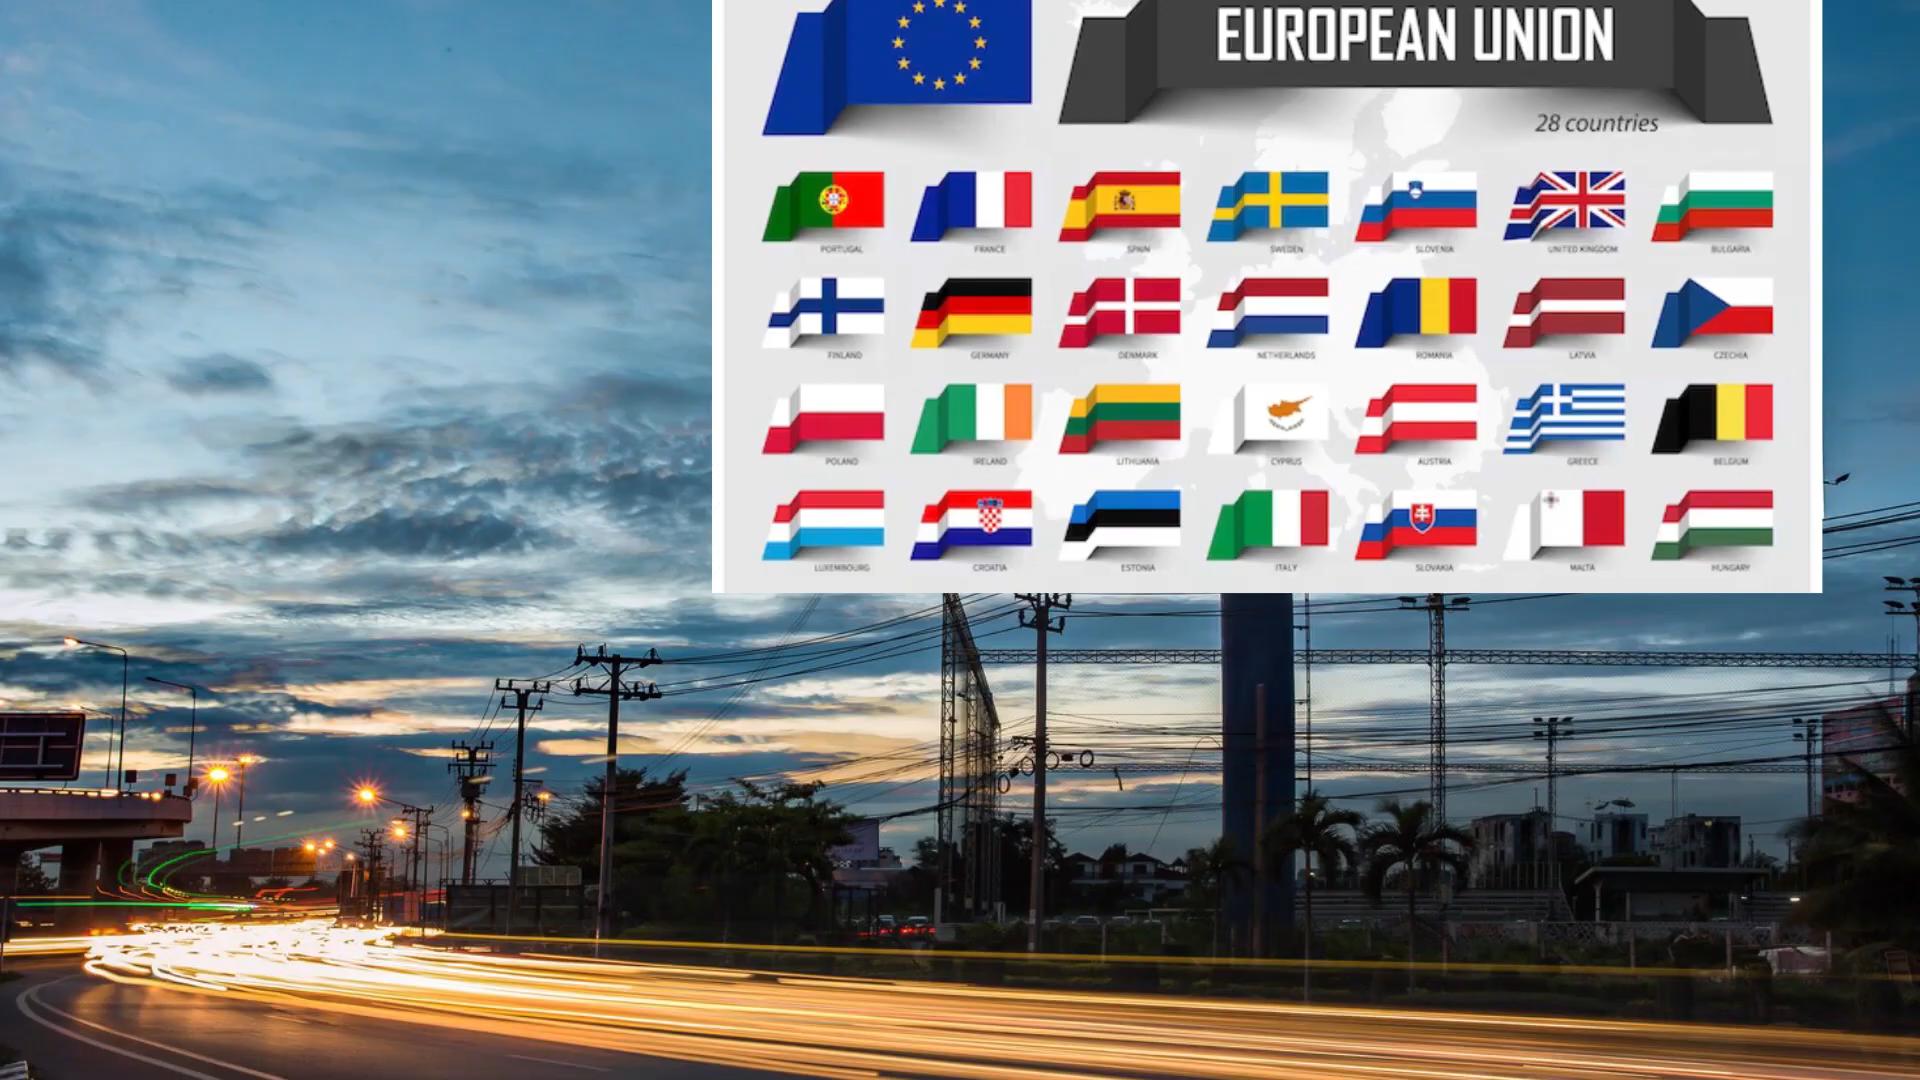 EUROPEAN UNION
28 countries
PORTUGAL
FRANCE
SPAIN
SWEDEN
SLOVENIA
UNITED KINGDOM
BULGARIA
FINLAND
GERMANY
DENMARK
NETHERLANDS
ROMANIA
LATVIA
CZECHIA
POLAND
IRELAND
LITHUANIA
CYPRUS
AUSTRIA
GREECE
BELGIUM
LUXEMBOURG
CROATIA
ESTONIA
ITALY
SLOVAKIA
MALTA
HUNGARY